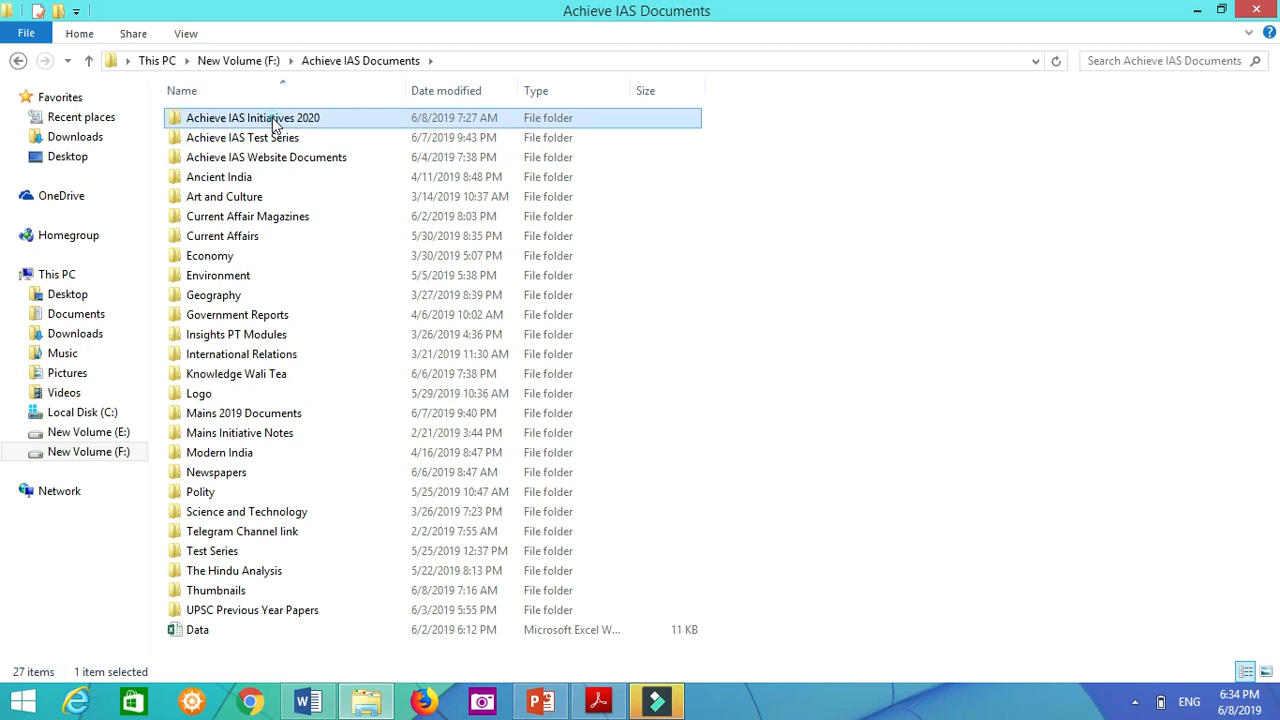 Achieve IAS Documents
File Home Share View
This PC New Volume (F:) Achieve IAS Documents Search Achieve IAS Documents
Name Date modified Type Size
Favorites
Recent places
Downloads
Desktop
OneDrive
Homegroup
This PC
Desktop
Documents
Downloads
Music
Pictures
Videos
Local Disk (C:)
New Volume (E:)
New Volume (F:)
Network
Achieve IAS Initiatives 2020 6/8/2019 7:27 AM File folder
Achieve IAS Test Series 6/7/2019 9:43 PM File folder
Achieve IAS Website Documents 6/4/2019 7:38 PM File folder
Ancient India 4/11/2019 8:48 PM File folder
Art and Culture 3/14/2019 10:37 AM File folder
Current Affair Magazines 6/2/2019 8:03 PM File folder
Current Affairs 5/30/2019 8:35 PM File folder
Economy 3/30/2019 5:07 PM File folder
Environment 5/5/2019 5:38 PM File folder
Geography 3/27/2019 8:39 PM File folder
Government Reports 4/6/2019 10:02 AM File folder
Insights PT Modules 3/26/2019 4:36 PM File folder
International Relations 3/21/2019 11:30 AM File folder
Knowledge Wali Tea 6/6/2019 7:38 PM File folder
Logo 5/29/2019 10:36 AM File folder
Mains 2019 Documents 6/7/2019 9:40 PM File folder
Mains Initiative Notes 2/21/2019 3:44 PM File folder
Modern India 4/16/2019 8:47 PM File folder
Newspapers 6/6/2019 8:47 AM File folder
Polity 5/25/2019 10:47 AM File folder
Science and Technology 3/26/2019 7:23 PM File folder
Telegram Channel link 2/2/2019 7:55 AM File folder
Test Series 5/25/2019 12:37 PM File folder
The Hindu Analysis 5/22/2019 8:13 PM File folder
Thumbnails 6/8/2019 7:16 AM File folder
UPSC Previous Year Papers 6/3/2019 5:55 PM File folder
Data 6/2/2019 6:12 PM Microsoft Excel W... 11 KB
27 items 1 item selected
ENG 6:34 PM
6/8/2019